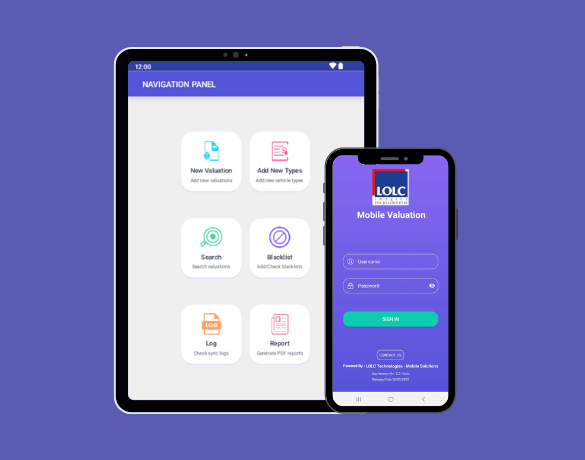 12:00
NAVIGATION PANEL
New Valuation
Add new valuations
Add New Types
Add new vehicle types
Search
Search valuations
Blacklist
Add/Check blacklists
LOG
Log
Check sync logs
Report
Generate PDF reports
LOLC
Mobile Valuation
Username
Password
SIGN IN
CONTACT US
Powered By : LOLC Technologies - Mobile Solutions